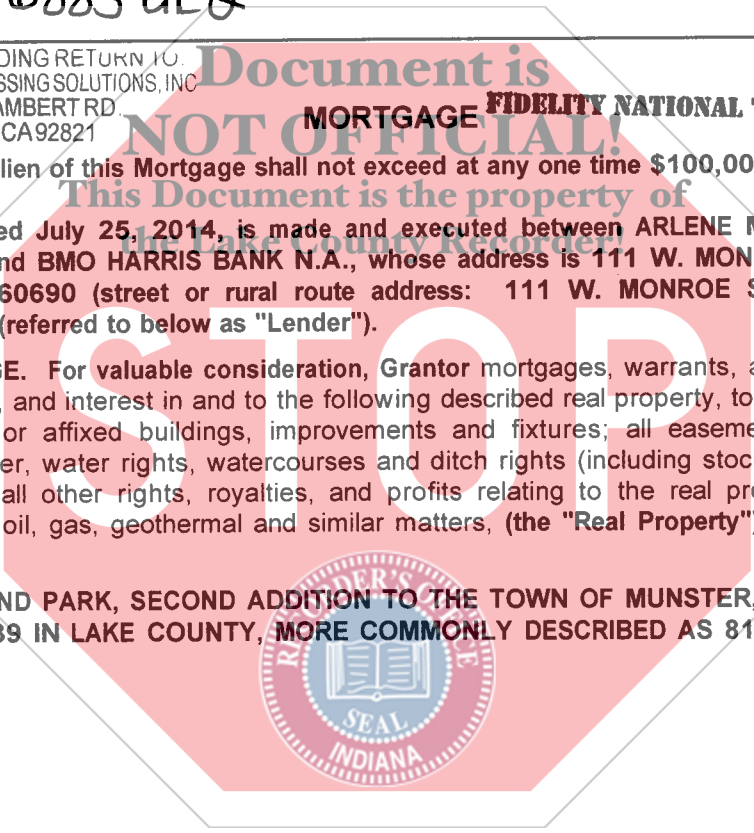 DING RETURN TO
SSING SOLUTIONS, INC
AMBERT RD.
CA 92821
Document is
NOT OFFICIAL!
This Document is the property of
the Lake County Recorder!
MORTGAGE FIDELITY NATIONAL
lien of this Mortgage shall not exceed at any one time $100,00
ed July 25, 2014, is made and executed between ARLENE M
nd BMO HARRIS BANK N.A., whose address is 111 W. MON
60690 (street or rural route address: 111 W. MONROE S
(referred to below as "Lender").
GE. For valuable consideration, Grantor mortgages, warrants, a
, and interest in and to the following described real property, to
or affixed buildings, improvements and fixtures; all easeme
er, water rights, watercourses and ditch rights (including stoc
all other rights, royalties, and profits relating to the real pro
oil, gas, geothermal and similar matters, (the "Real Property")
STOP
ND PARK, SECOND ADDITION TO THE TOWN OF MUNSTER,
39 IN LAKE COUNTY, MORE COMMONLY DESCRIBED AS 81
RECORDER'S OFFICE
SEAL
INDIANA